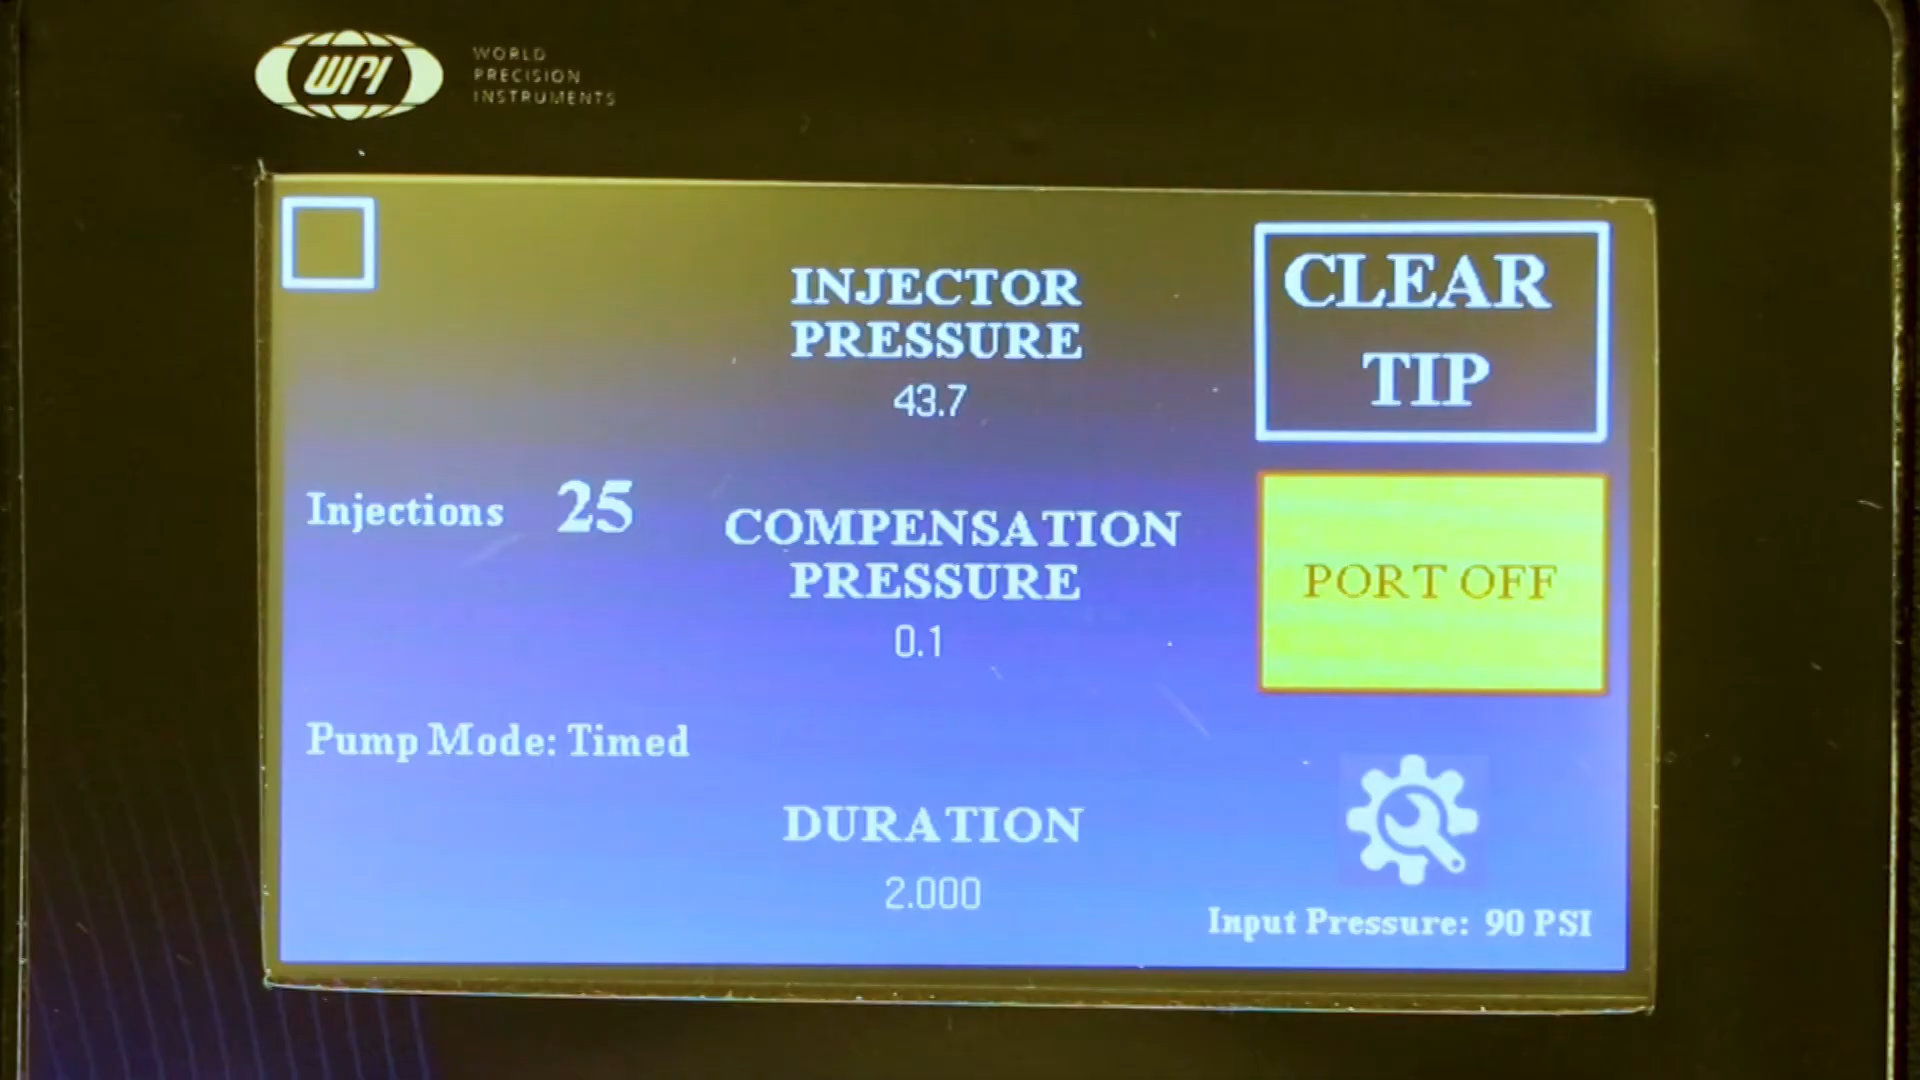 WPI
WORLD
PRECISION
INSTRUMENTS
INJECTOR
PRESSURE
43.7
CLEAR
TIP
Injections 25
COMPENSATION
PRESSURE
0.1
PORT OFF
Pump Mode: Timed
DURATION
2.000
Input Pressure: 90 PSI